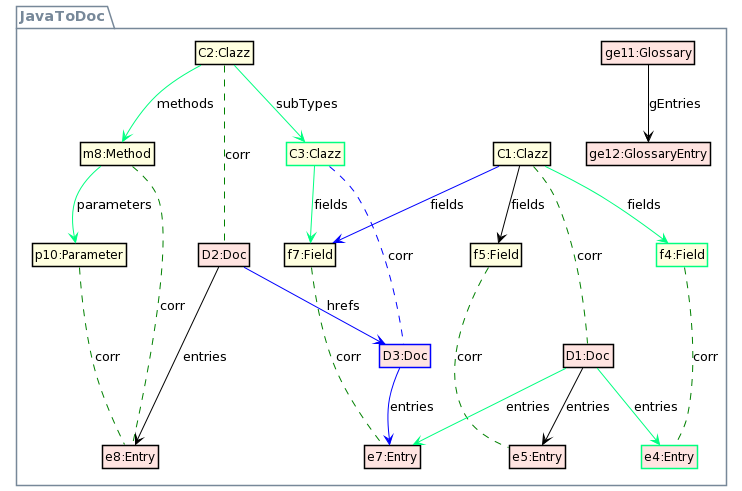 JavaToDoc
C2:Clazz
ge11:Glossary
methods
subTypes
gEntries
m8:Method
corr
C3:Clazz
C1:Clazz
ge12:GlossaryEntry
parameters
fields
fields
fields
fields
p10:Parameter
D2:Doc
f7:Field
corr
f5:Field
corr
f4:Field
corr
hrefs
corr
entries
corr
D3:Doc
corr
D1:Doc
corr
entries
entries
entries
entries
e8:Entry
e7:Entry
e5:Entry
e4:Entry